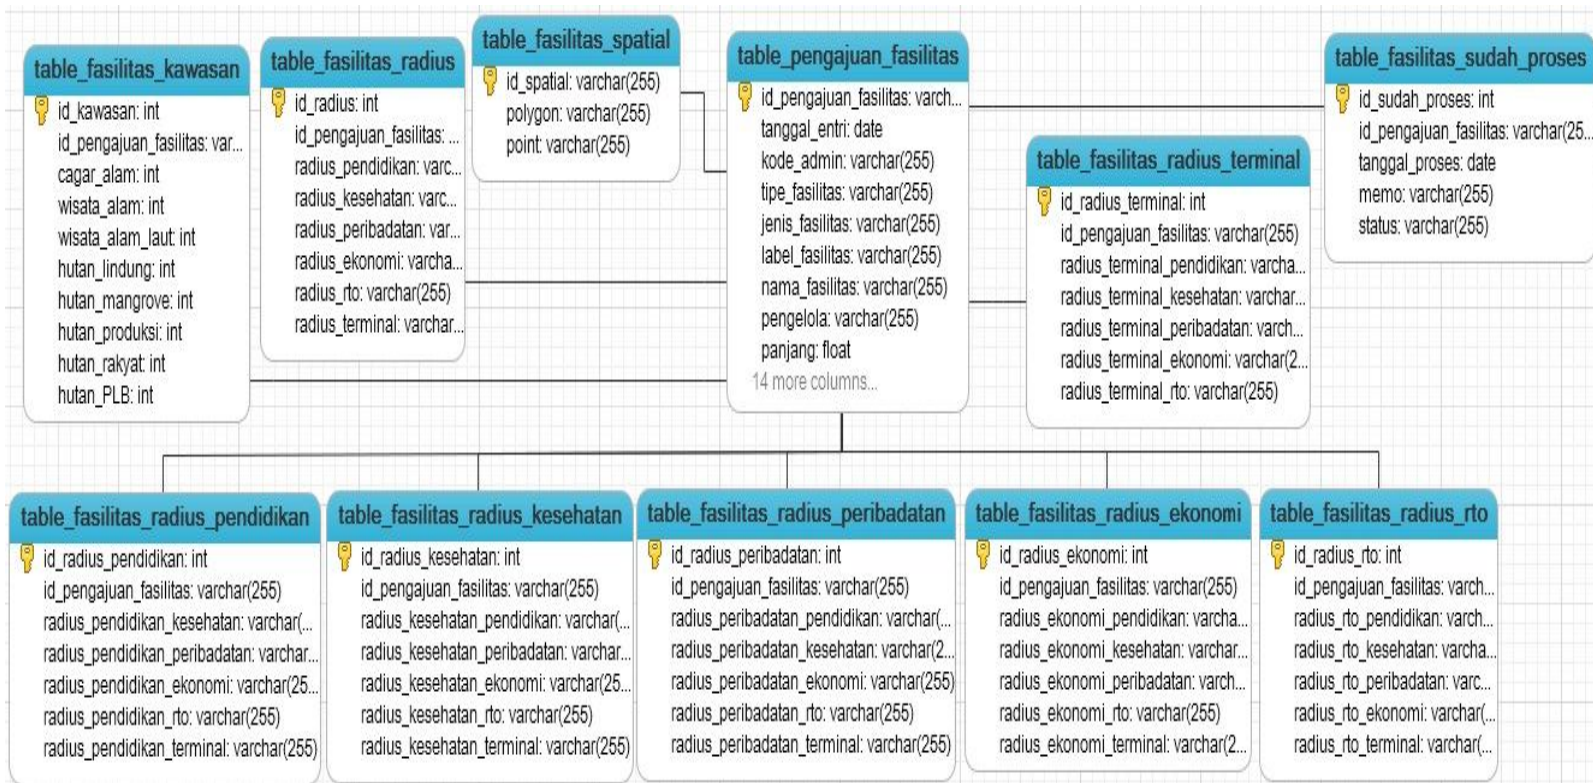 table_fasilitas_kawasan
id_kawasan: int
id_pengajuan_fasilitas: var...
cagar_alam: int
wisata_alam: int
wisata_alam_laut: int
hutan_lindung: int
hutan_mangrove: int
hutan_produksi: int
hutan_rakyat: int
hutan_PLB: int
table_fasilitas_radius
id_radius: int
id_pengajuan_fasilitas: ...
radius_pendidikan: varc...
radius_kesehatan: varc...
radius_peribadatan: var...
radius_ekonomi: varcha...
radius_rto: varchar(255)
radius_terminal: varchar...
table_fasilitas_spatial
id_spatial: varchar(255)
polygon: varchar(255)
point: varchar(255)
table_pengajuan_fasilitas
id_pengajuan_fasilitas: varch...
tanggal_entri: date
kode_admin: varchar(255)
tipe_fasilitas: varchar(255)
jenis_fasilitas: varchar(255)
label_fasilitas: varchar(255)
nama_fasilitas: varchar(255)
pengelola: varchar(255)
panjang: float
14 more columns...
table_fasilitas_radius_terminal
id_radius_terminal: int
id_pengajuan_fasilitas: varchar(255)
radius_terminal_pendidikan: varcha...
radius_terminal_kesehatan: varchar...
radius_terminal_peribadatan: varch...
radius_terminal_ekonomi: varchar(2...
radius_terminal_rto: varchar(255)
table_fasilitas_sudah_proses
id_sudah_proses: int
id_pengajuan_fasilitas: varchar(25...
tanggal_proses: date
memo: varchar(255)
status: varchar(255)
table_fasilitas_radius_pendidikan
id_radius_pendidikan: int
id_pengajuan_fasilitas: varchar(255)
radius_pendidikan_kesehatan: varchar(...
radius_pendidikan_peribadatan: varchar...
radius_pendidikan_ekonomi: varchar(25...
radius_pendidikan_rto: varchar(255)
radius_pendidikan_terminal: varchar(255)
table_fasilitas_radius_kesehatan
id_radius_kesehatan: int
id_pengajuan_fasilitas: varchar(255)
radius_kesehatan_pendidikan: varchar(...
radius_kesehatan_peribadatan: varchar...
radius_kesehatan_ekonomi: varchar(25...
radius_kesehatan_rto: varchar(255)
radius_kesehatan_terminal: varchar(255)
table_fasilitas_radius_peribadatan
id_radius_peribadatan: int
id_pengajuan_fasilitas: varchar(255)
radius_peribadatan_pendidikan: varchar(...
radius_peribadatan_kesehatan: varchar(2...
radius_peribadatan_ekonomi: varchar(255)
radius_peribadatan_rto: varchar(255)
radius_peribadatan_terminal: varchar(255)
table_fasilitas_radius_ekonomi
id_radius_ekonomi: int
id_pengajuan_fasilitas: varchar(255)
radius_ekonomi_pendidikan: varcha...
radius_ekonomi_kesehatan: varchar...
radius_ekonomi_peribadatan: varch...
radius_ekonomi_rto: varchar(255)
radius_ekonomi_terminal: varchar(2...
table_fasilitas_radius_rto
id_radius_rto: int
id_pengajuan_fasilitas: varch...
radius_rto_pendidikan: varch...
radius_rto_kesehatan: varcha...
radius_rto_peribadatan: varc...
radius_rto_ekonomi: varchar(...
radius_rto_terminal: varchar(...